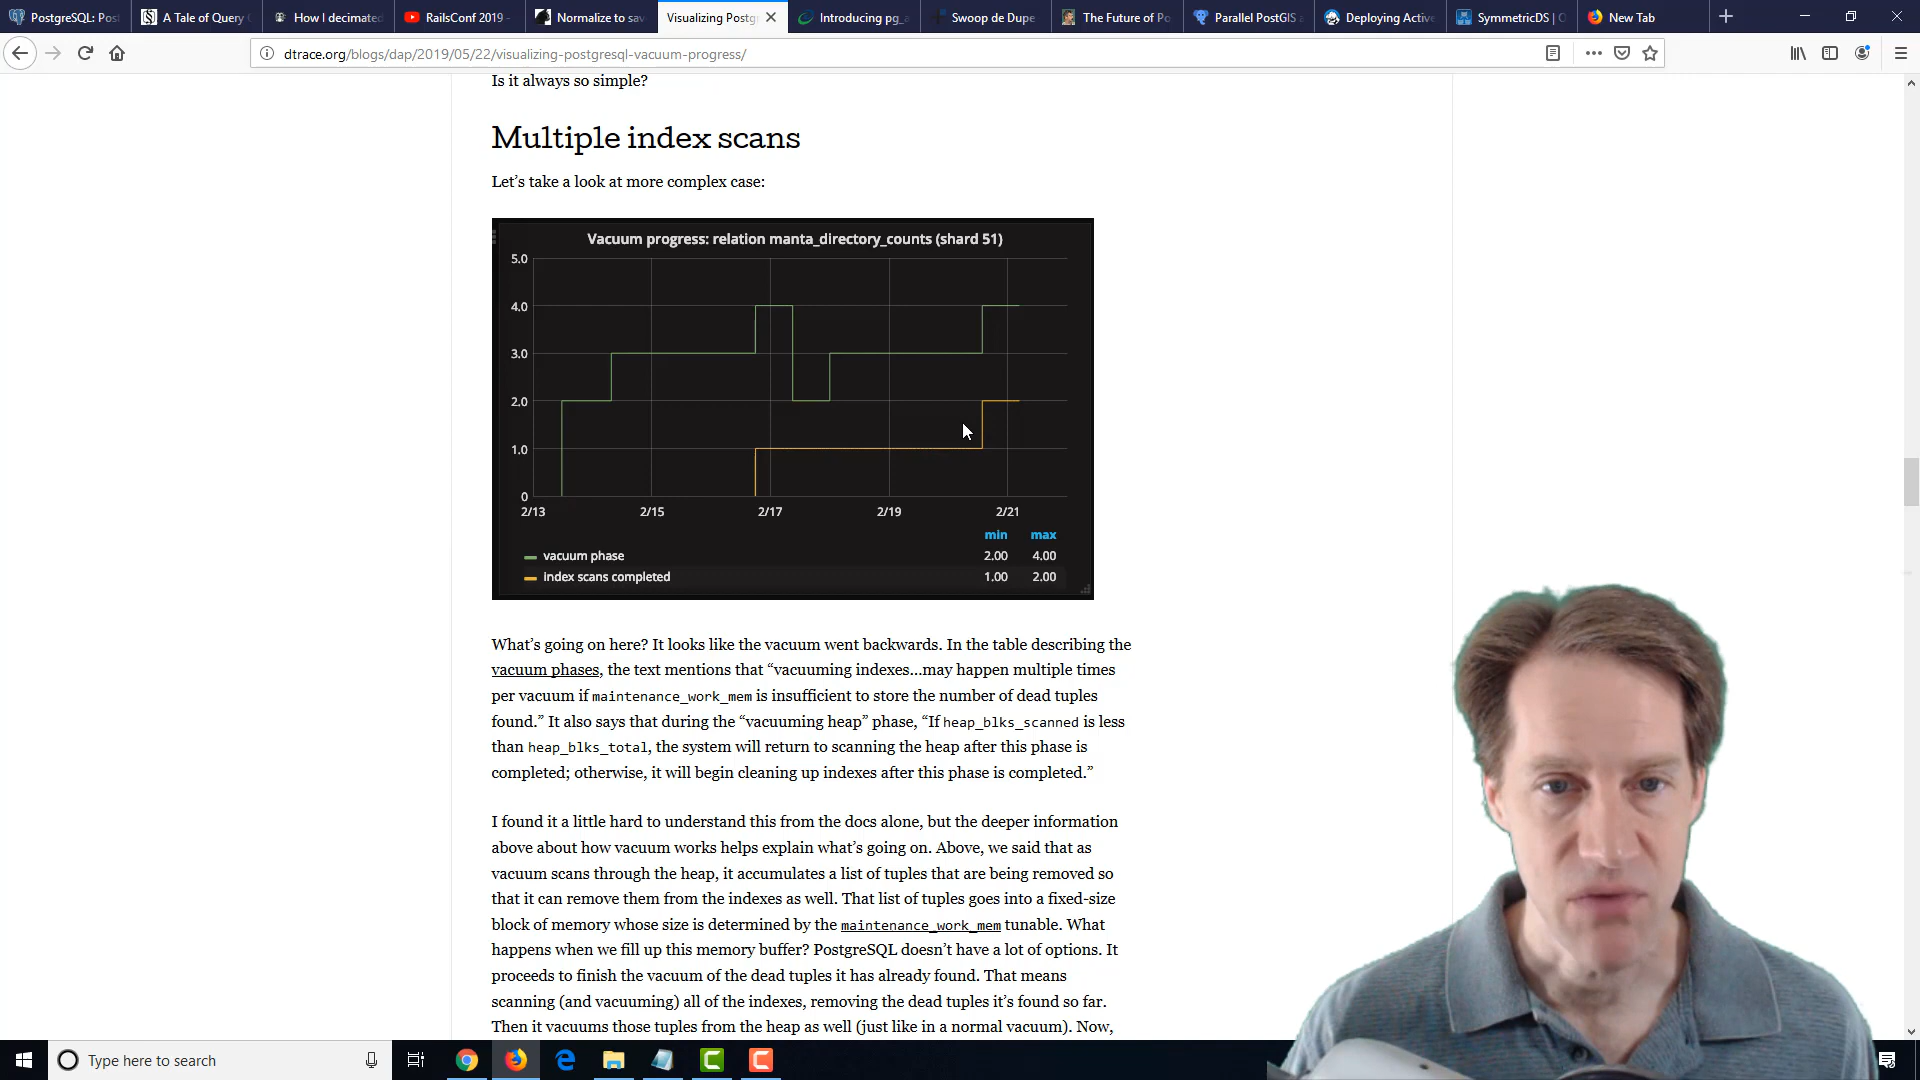 PostgreSQL: Pos
A Tale of Query
How I decimated
RailsConf 2019 -
Normalize to sav
Visualizing Postg
Introducing pg_a
Swoop de Dupe
The Future of Po
Parallel PostGIS a
Deploying Active
SymmetricDS | O
New Tab
dtrace.org/blogs/dap/2019/05/22/visualizing-postgresql-vacuum-progress/
Is it always so simple?
Multiple index scans
Let's take a look at more complex case:
Vacuum progress: relation manta_directory_counts (shard 51)
5.0
4.0
3.0
2.0
1.0
0
2/13 2/15 2/17 2/19 2/21
min max
vacuum phase 2.00 4.00
index scans completed 1.00 2.00
What's going on here? It looks like the vacuum went backwards. In the table describing the
vacuum phases, the text mentions that “vacuuming indexes…may happen multiple times
per vacuum if maintenance_work_mem is insufficient to store the number of dead tuples
found.” It also says that during the “vacuuming heap” phase, “If heap_blks_scanned is less
than heap_blks_total, the system will return to scanning the heap after this phase is
completed; otherwise, it will begin cleaning up indexes after this phase is completed.”
I found it a little hard to understand this from the docs alone, but the deeper information
above about how vacuum works helps explain what's going on. Above, we said that as
vacuum scans through the heap, it accumulates a list of tuples that are being removed so
that it can remove them from the indexes as well. That list of tuples goes into a fixed-size
block of memory whose size is determined by the maintenance_work_mem tunable. What
happens when we fill up this memory buffer? PostgreSQL doesn't have a lot of options. It
proceeds to finish the vacuum of the dead tuples it has already found. That means
scanning (and vacuuming) all of the indexes, removing the dead tuples it's found so far.
Then it vacuums those tuples from the heap as well (just like in a normal vacuum). Now,
Type here to search